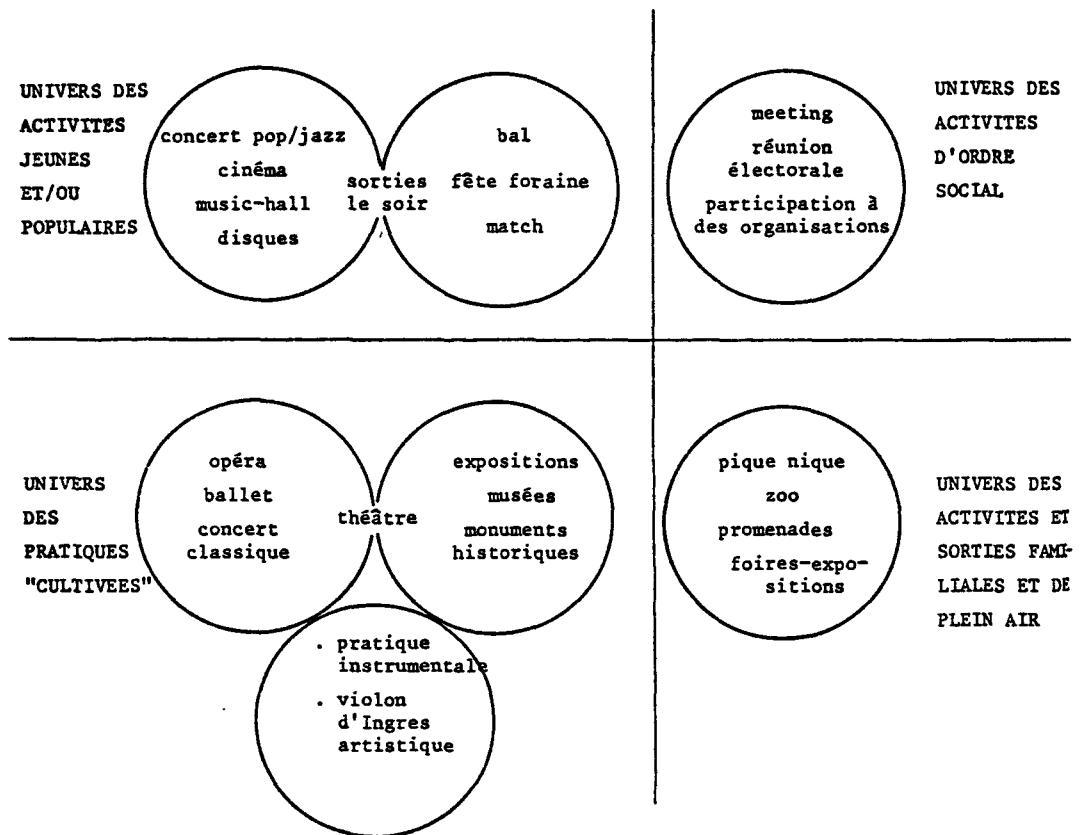 UNIVERS DES
ACTIVITES
JEUNES
ET/OU
POPULAIRES
concert pop/jazz
cinéma
music-hall
disques
sorties
le soir
bal
fête foraine
match
meeting
réunion
électorale
participation à
des organisations
UNIVERS DES
ACTIVITES
D'ORDRE
SOCIAL
UNIVERS
DES
PRATIQUES
"CULTIVEES"
opéra
ballet
concert
classique
théâtre
expositions
musées
monuments
historiques
. pratique
instrumentale
. violon
d'Ingres
artistique
pique nique
zoo
promenades
foires-expo-
sitions
UNIVERS DES
ACTIVITES ET
SORTIES FAMI-
LIALES ET DE
PLEIN AIR